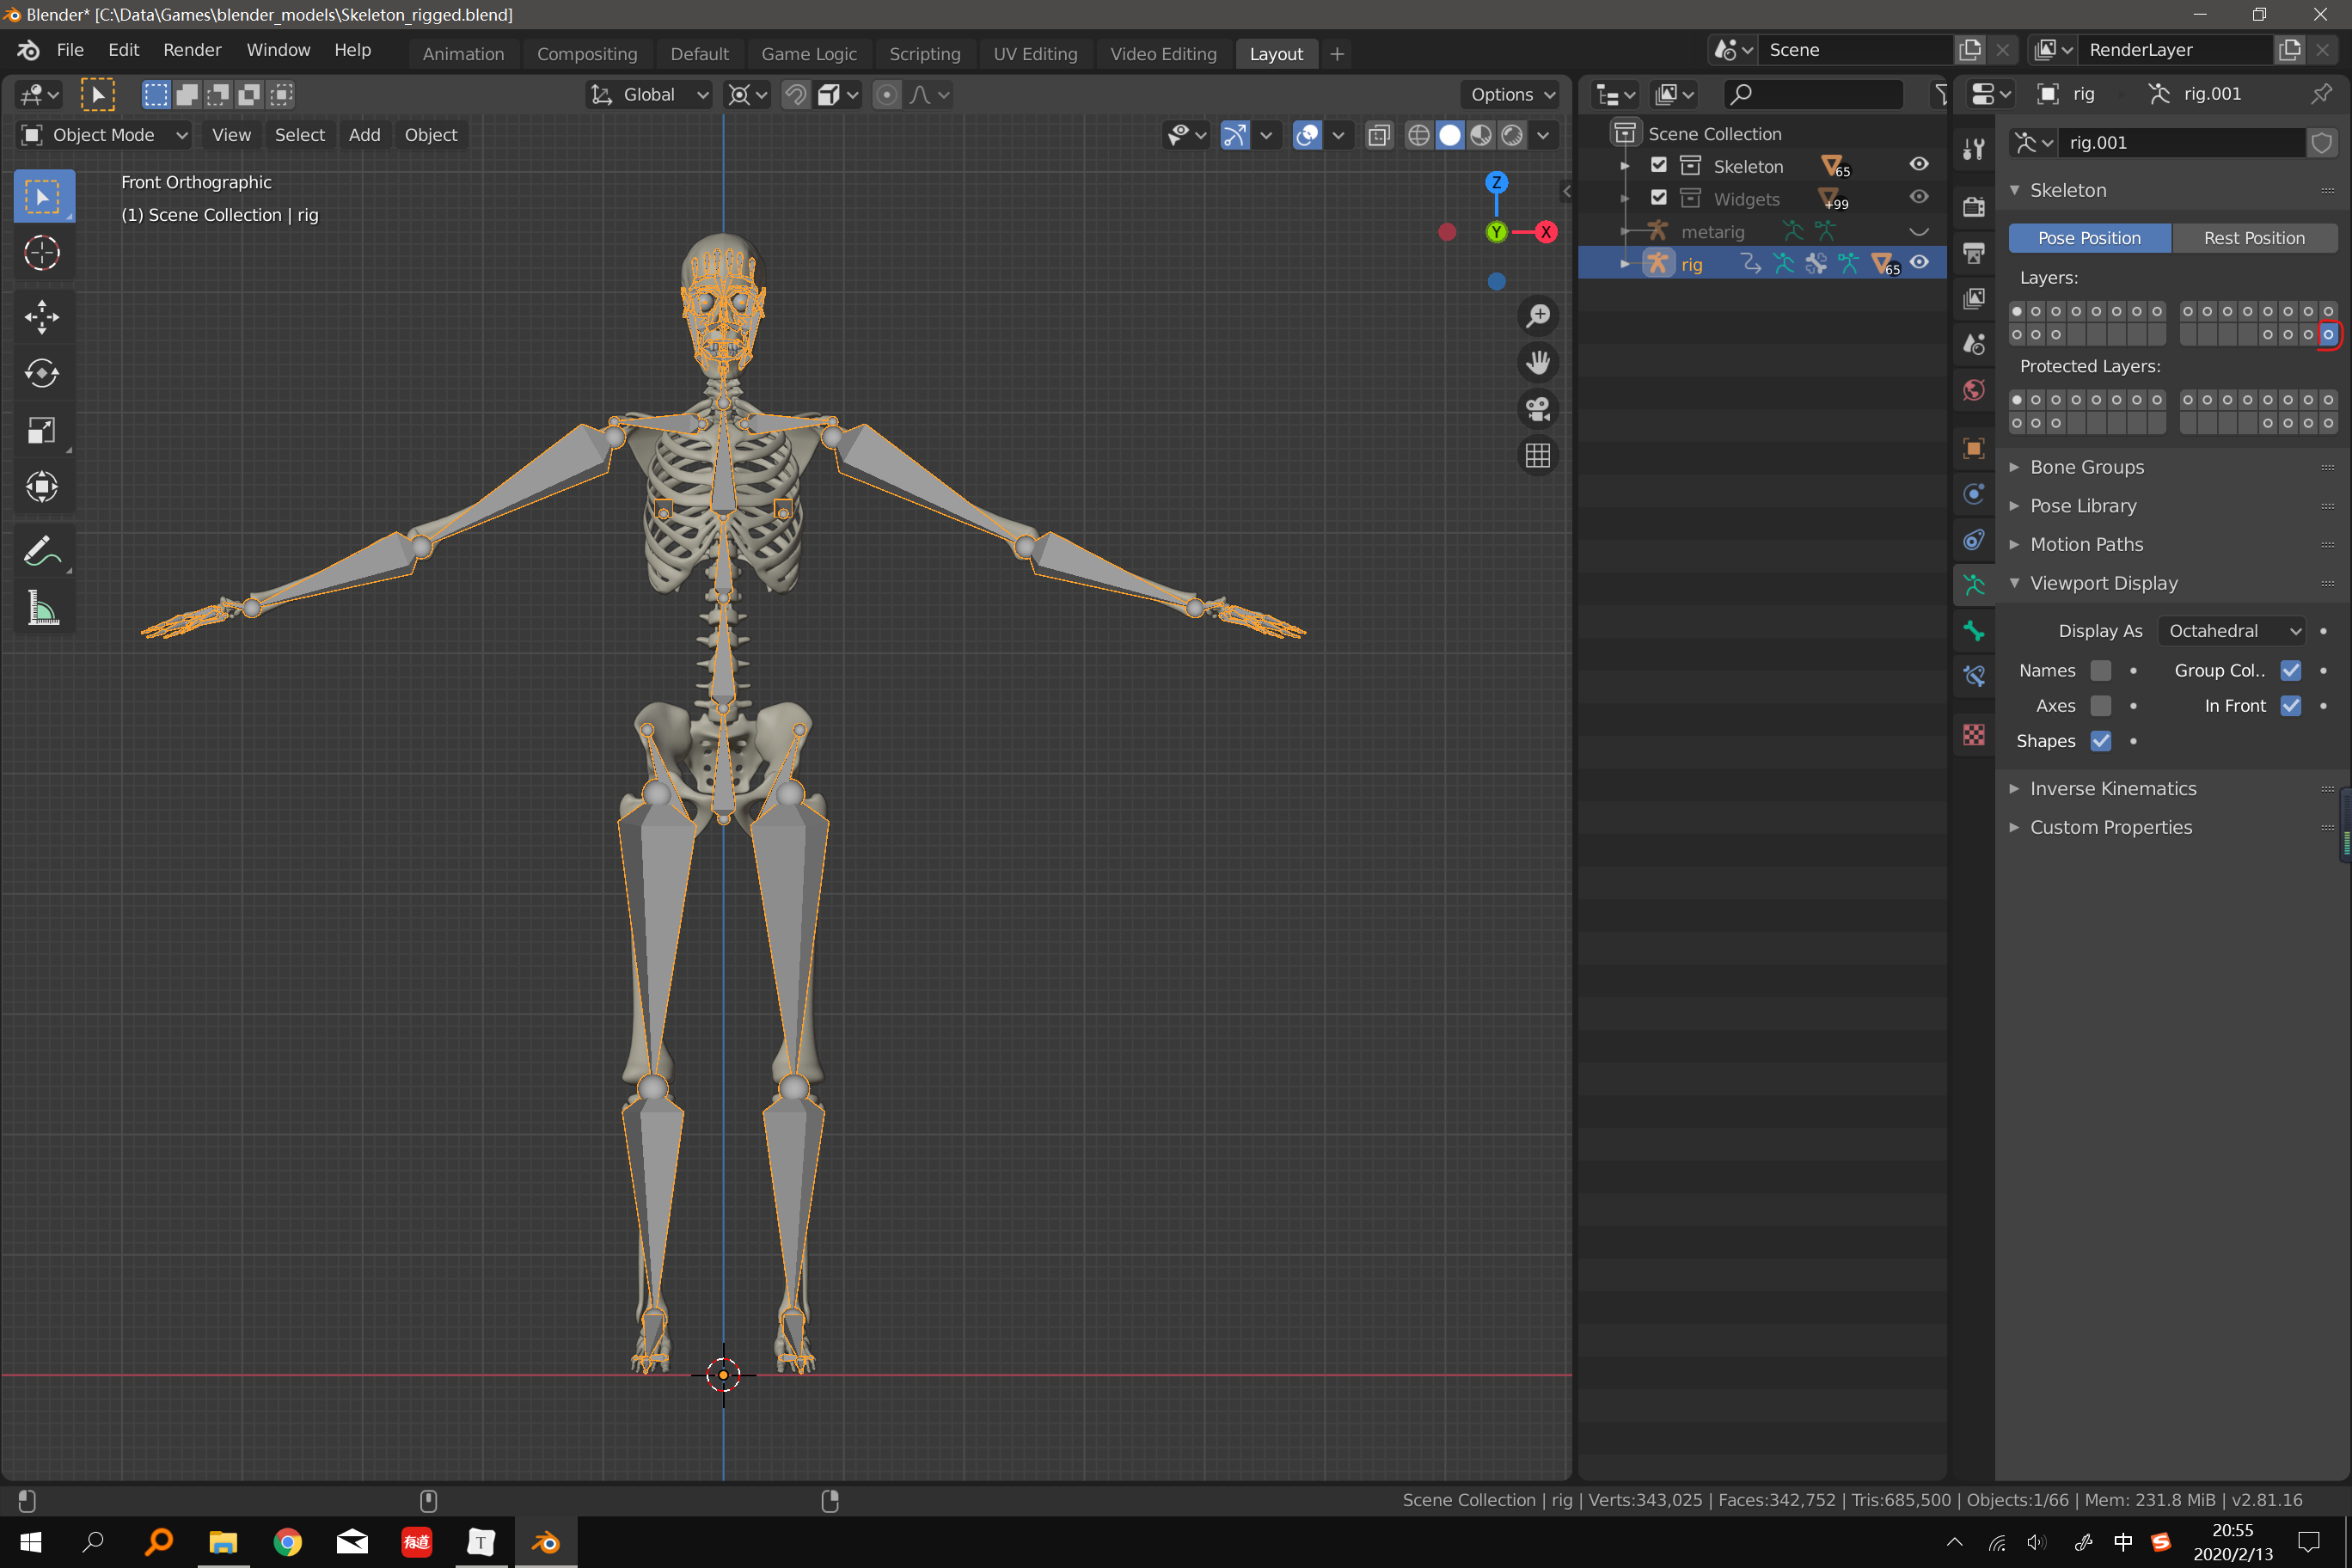 Blender* [C:\Data\Games\blender_models\Skeleton_rigged.blend]
File Edit Render Window Help Animation Compositing Default Game Logic Scripting UV Editing Video Editing Layout + Scene RenderLayer
Global Options rig rig.001
Object Mode View Select Add Object
Front Orthographic
(1) Scene Collection | rig
Z
Y
X
Scene Collection
Skeleton 65
Widgets +99
metarig
rig 65
rig.001
Skeleton
Pose Position Rest Position
Layers:
Protected Layers:
Bone Groups
Pose Library
Motion Paths
Viewport Display
Display As Octahedral
Names Group Col..
Axes In Front
Shapes
Inverse Kinematics
Custom Properties
Scene Collection | rig | Verts:343,025 | Faces:342,752 | Tris:685,500 | Objects:1/66 | Mem: 231.8 MiB | v2.81.16
有道 T 中 S
20:55
2020/2/13